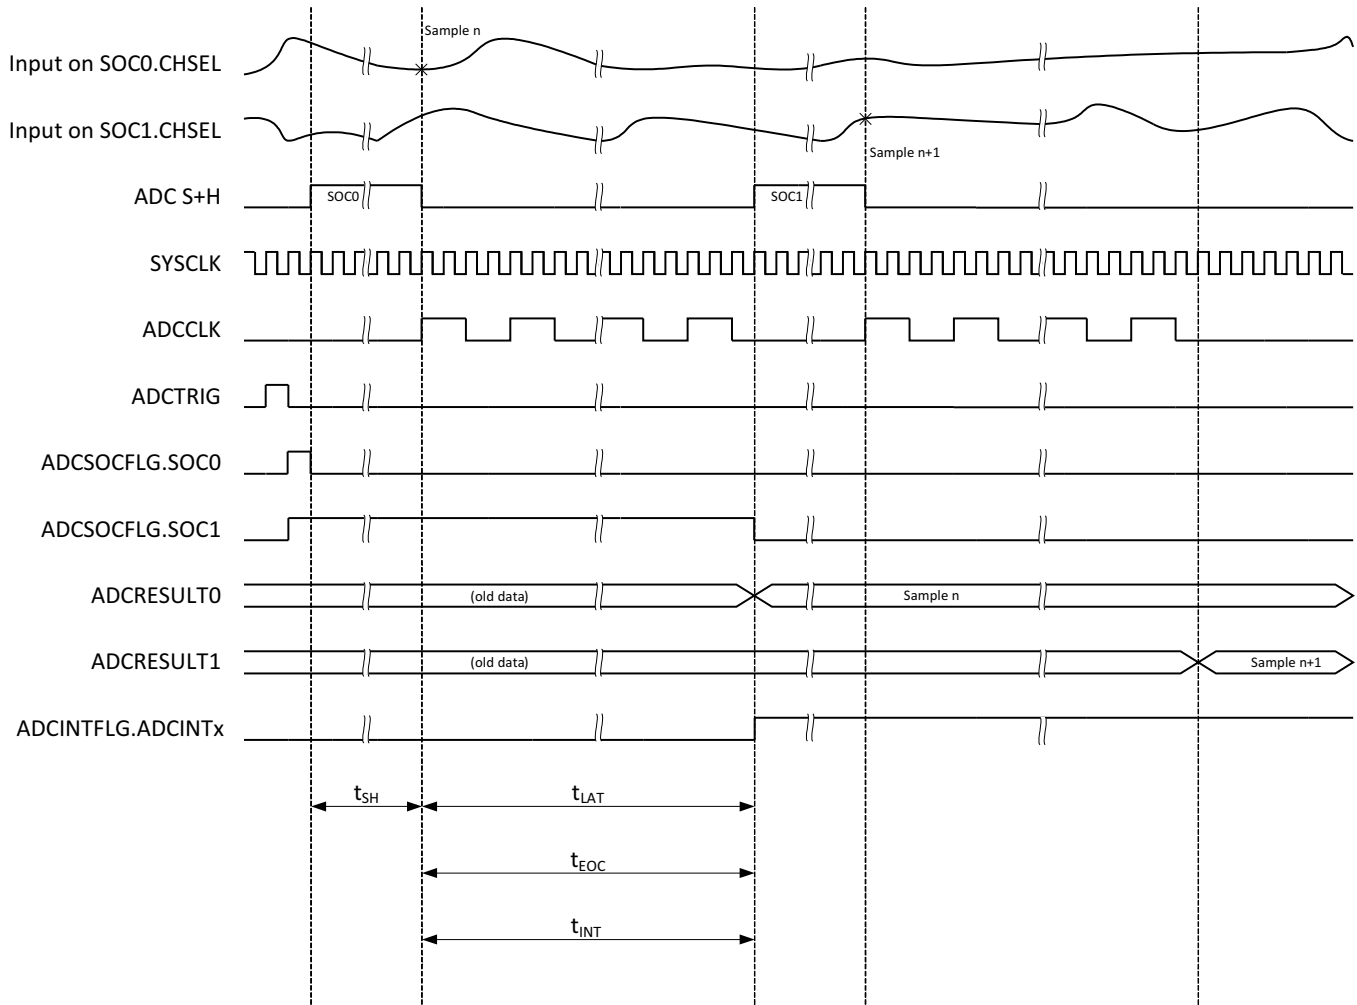 Sample n
Input on SOC0.CHSEL
Input on SOC1.CHSEL
Sample n+1
ADC S+H
SOC0
SOC1
SYSCLK
ADCCLK
ADCTRIG
ADCSOCFLG.SOC0
ADCSOCFLG.SOC1
ADCRESULT0
(old data)
Sample n
ADCRESULT1
(old data)
Sample n+1
ADCINTFLG.ADCINTx
tSH
tLAT
tEOC
tINT